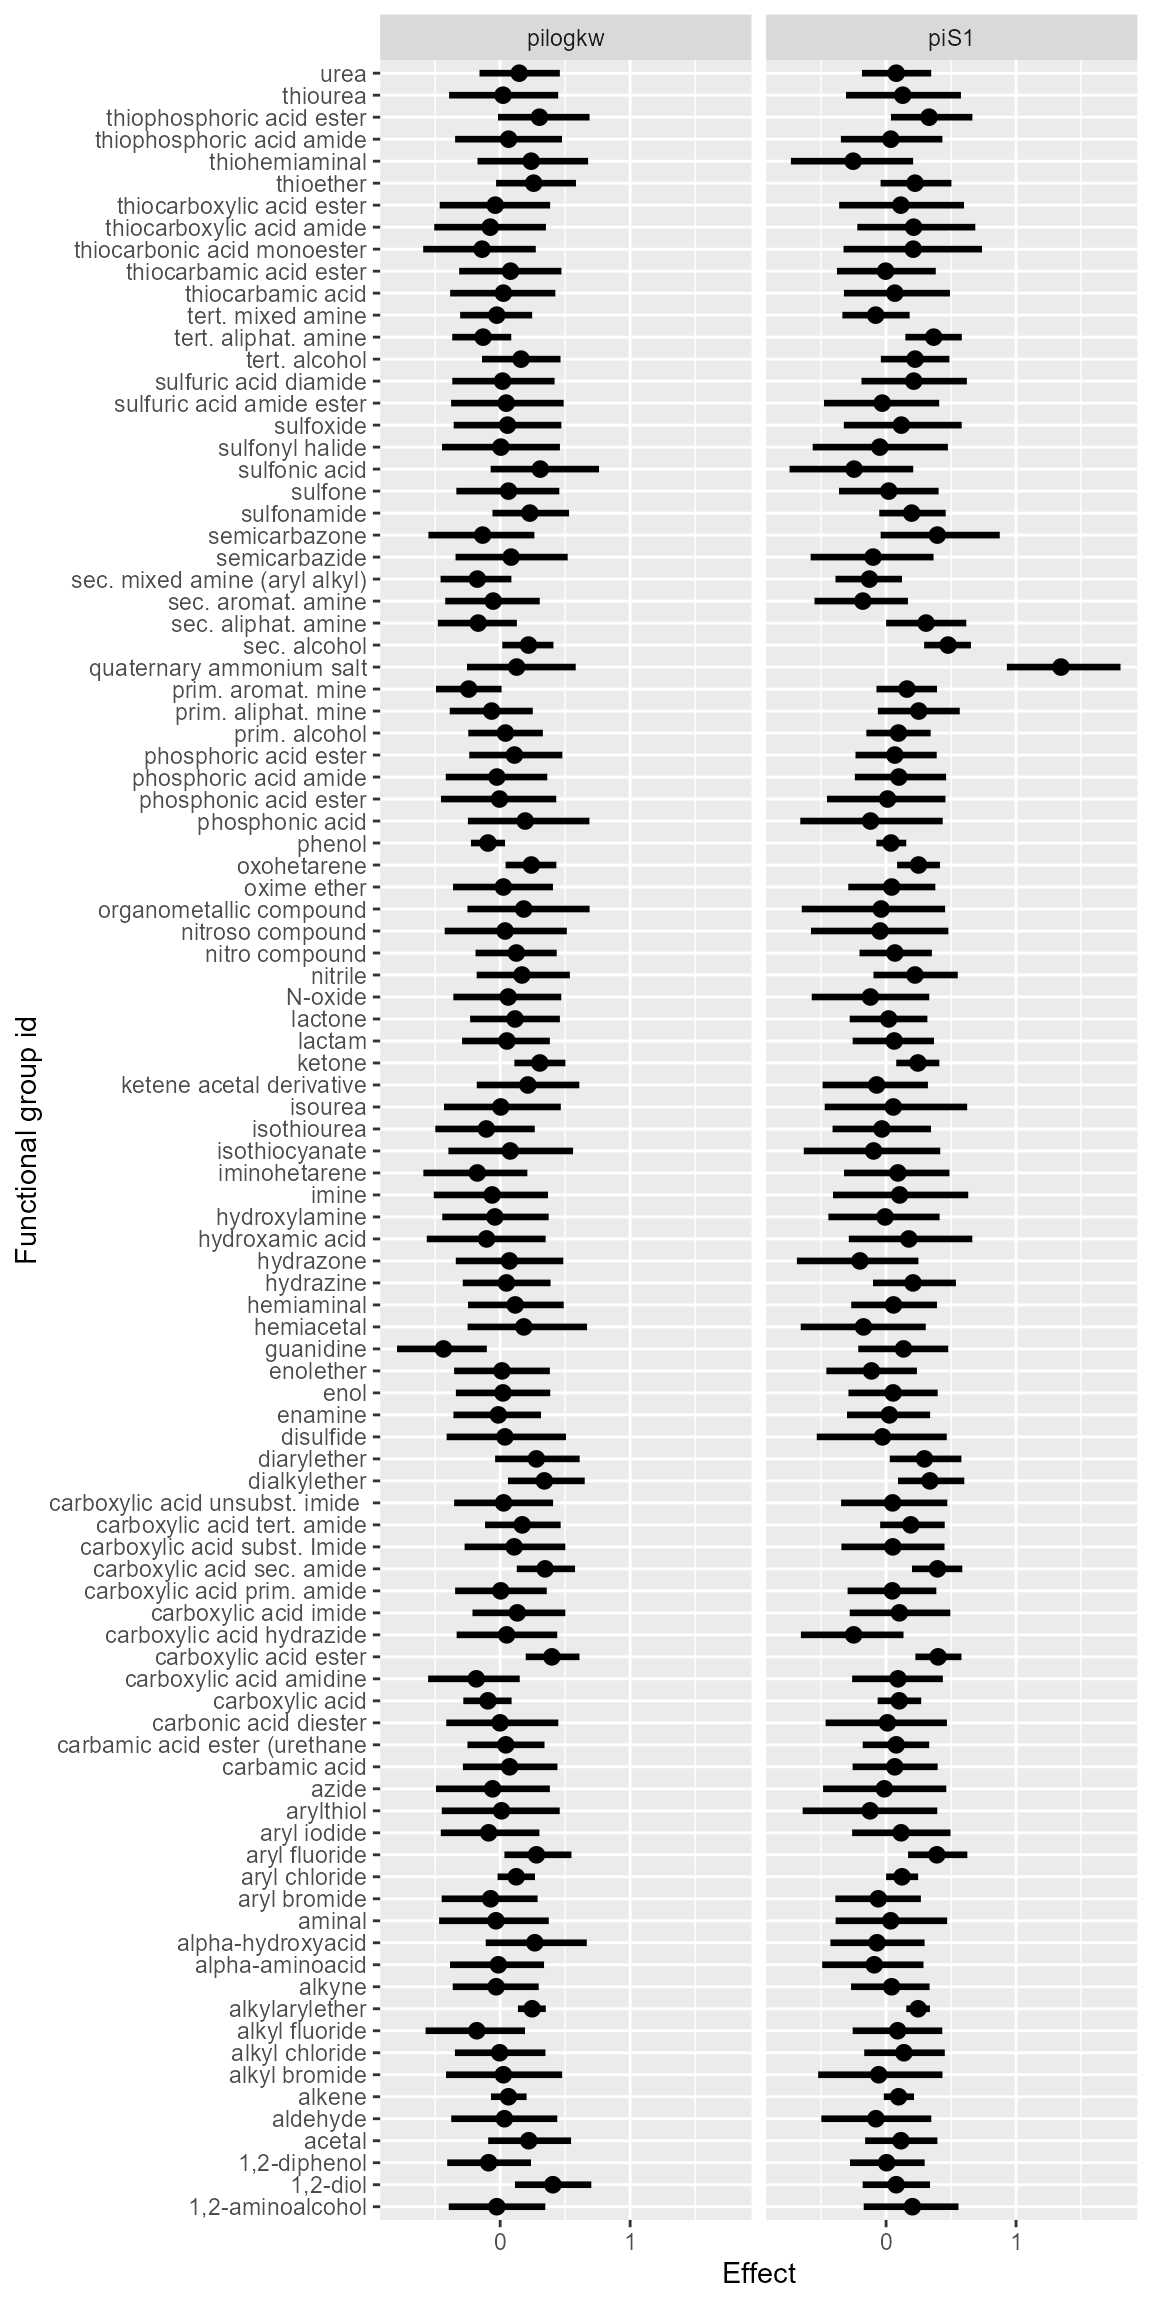 pilogkw
piS1
urea
thiourea
thiophosphoric acid ester
thiophosphoric acid amide
thiohemiaminal
thioether
thiocarboxylic acid ester
thiocarboxylic acid amide
thiocarbonic acid monoester
thiocarbamic acid ester
thiocarbamic acid
tert. mixed amine
tert. aliphat. amine
tert. alcohol
sulfuric acid diamide
sulfuric acid amide ester
sulfoxide
sulfonyl halide
sulfonic acid
sulfone
sulfonamide
semicarbazone
semicarbazide
sec. mixed amine (aryl alkyl)
sec. aromat. amine
sec. aliphat. amine
sec. alcohol
quaternary ammonium salt
prim. aromat. mine
prim. aliphat. mine
prim. alcohol
phosphoric acid ester
phosphoric acid amide
phosphonic acid ester
phosphonic acid
phenol
oxohetarene
oxime ether
organometallic compound
nitroso compound
nitro compound
nitrile
N-oxide
lactone
lactam
ketone
ketene acetal derivative
isourea
isothiourea
isothiocyanate
iminohetarene
imine
hydroxylamine
hydroxamic acid
hydrazone
hydrazine
hemiaminal
hemiacetal
guanidine
enolether
enol
enamine
disulfide
diarylether
dialkylether
carboxylic acid unsubst. imide
carboxylic acid tert. amide
carboxylic acid subst. Imide
carboxylic acid sec. amide
carboxylic acid prim. amide
carboxylic acid imide
carboxylic acid hydrazide
carboxylic acid ester
carboxylic acid amidine
carboxylic acid
carbonic acid diester
carbamic acid ester (urethane
carbamic acid
azide
arylthiol
aryl iodide
aryl fluoride
aryl chloride
aryl bromide
aminal
alpha-hydroxyacid
alpha-aminoacid
alkyne
alkylarylether
alkyl fluoride
alkyl chloride
alkyl bromide
alkene
aldehyde
acetal
1,2-diphenol
1,2-diol
1,2-aminoalcohol
Functional group id
0 1
0 1
Effect